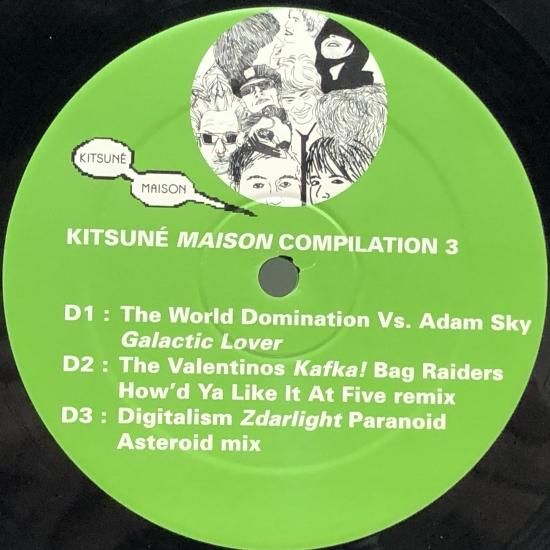 KITSUNÉ
MAISON
KITSUNÉ MAISON COMPILATION 3
D1 : The World Domination Vs. Adam Sky
Galactic Lover
D2 : The Valentinos Kafka! Bag Raiders
How'd Ya Like It At Five remix
D3 : Digitalism Zdarlight Paranoid
Asteroid mix